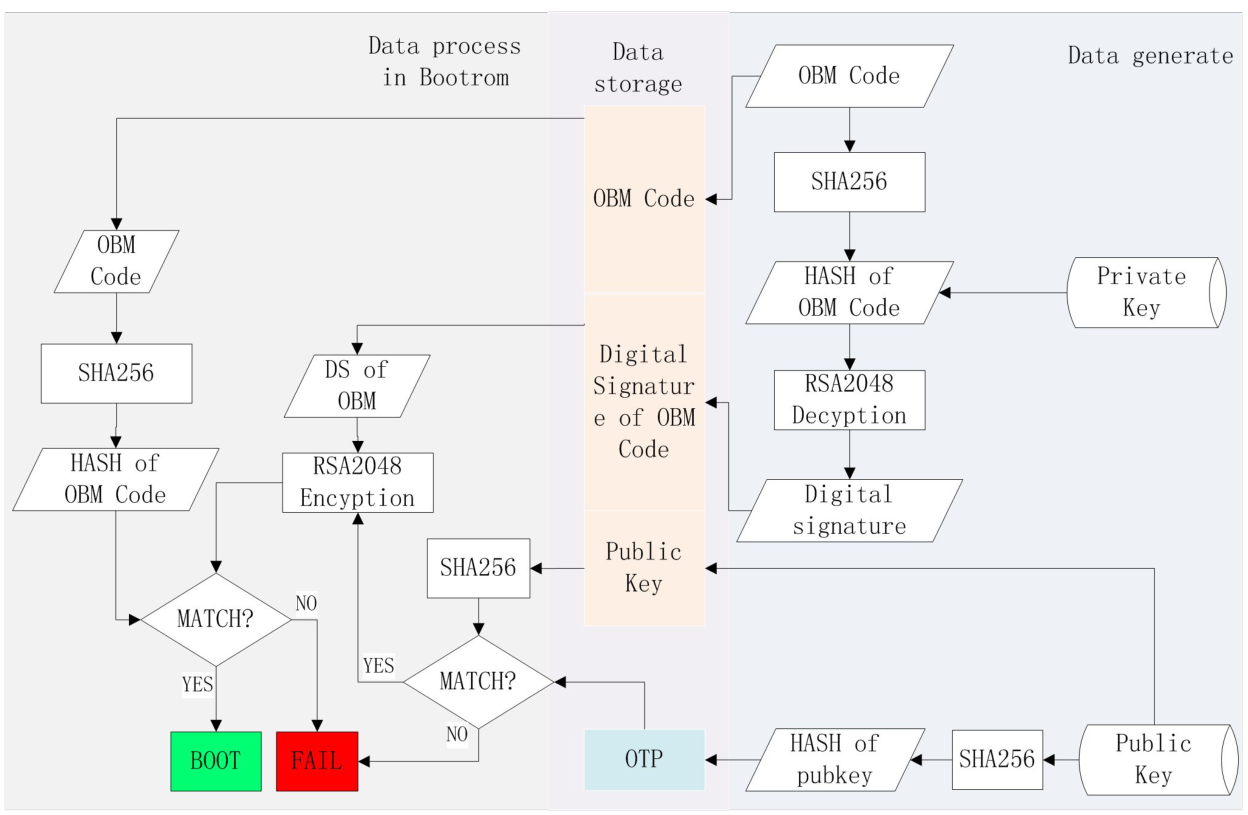 Data process
in Bootrom
Data
storage
Data generate
OBM Code
SHA256
OBM Code
OBM
Code
HASH of
OBM Code
Private
Key
SHA256
DS of
OBM
Digital
Signatur
e of OBM
Code
RSA2048
Decyption
HASH of
OBM Code
RSA2048
Encyption
Digital
signature
SHA256
Public
Key
MATCH?
NO
YES
MATCH?
YES
NO
BOOT
FAIL
OTP
HASH of
pubkey
SHA256
Public
Key